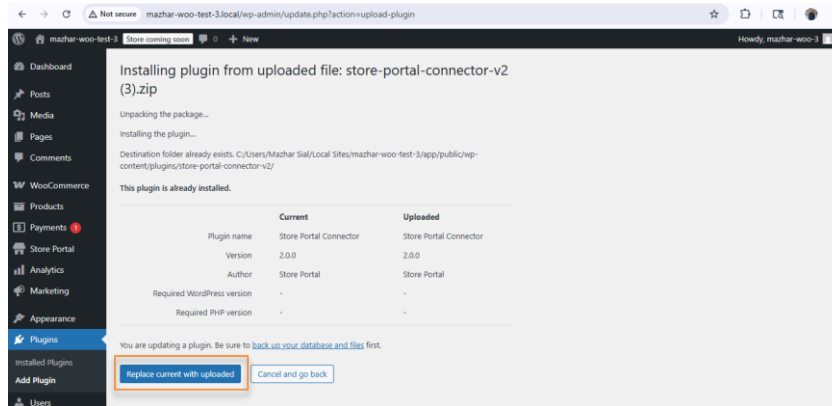 Not secure mazhar-woo-test-3.local/wp-admin/update.php?action=upload-plugin
mazhar-woo-test-3 Store coming soon 0 + New Howdy, mazhar-woo-3
Dashboard
Posts
Media
Pages
Comments
WooCommerce
Products
Payments 1
Store Portal
Analytics
Marketing
Appearance
Plugins
Installed Plugins
Add Plugin
Users
Installing plugin from uploaded file: store-portal-connector-v2
(3).zip
Unpacking the package...
Installing the plugin...
Destination folder already exists. C:/Users/Mazhar Sial/Local Sites/mazhar-woo-test-3/app/public/wp-
content/plugins/store-portal-connector-v2/
This plugin is already installed.
Current Uploaded
Plugin name Store Portal Connector Store Portal Connector
Version 2.0.0 2.0.0
Author Store Portal Store Portal
Required WordPress version - -
Required PHP version - -
You are updating a plugin. Be sure to back up your database and files first.
Replace current with uploaded Cancel and go back